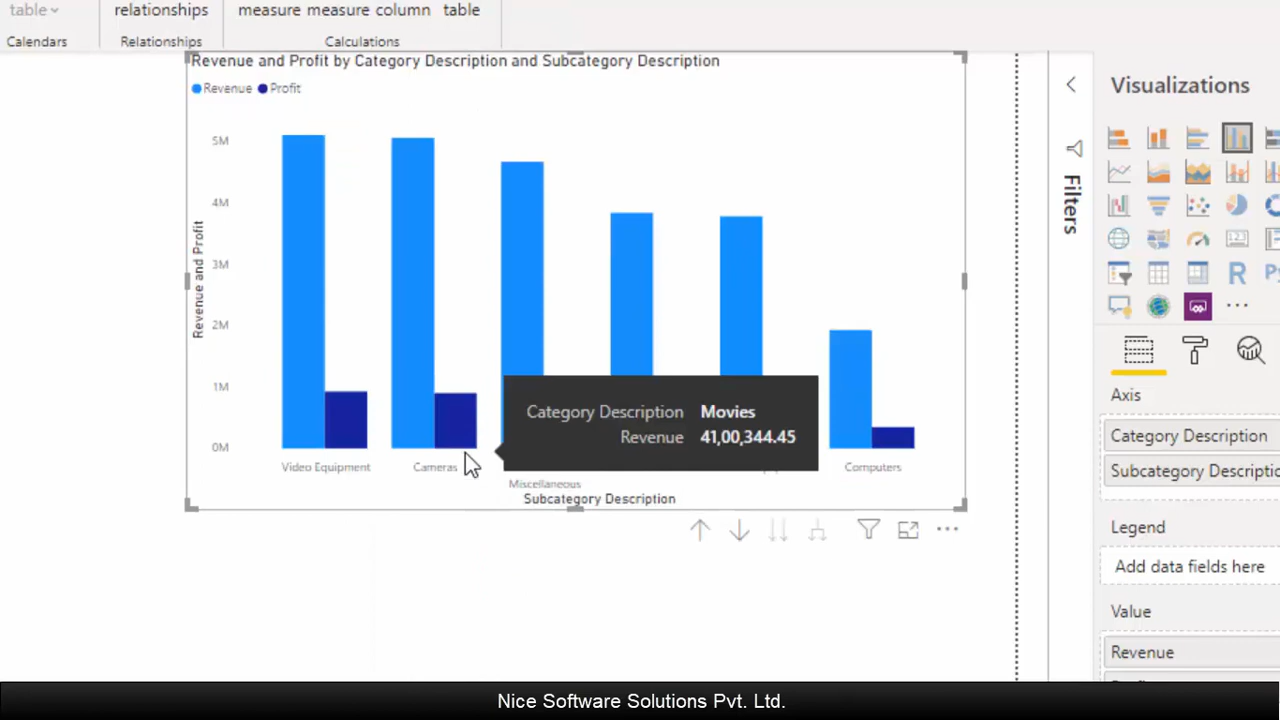 table
relationships
measure measure column table
Calendars
Relationships
Calculations
Revenue and Profit by Category Description and Subcategory Description
Revenue Profit
5M
4M
3M
2M
1M
0M
Revenue and Profit
Category Description Movies
Revenue 41,00,344.45
Video Equipment
Cameras
Computers
Miscellaneous
Subcategory Description
Filters
Visualizations
R
Axis
Category Description
Subcategory Descriptio
Legend
Add data fields here
Value
Revenue
Nice Software Solutions Pvt. Ltd.